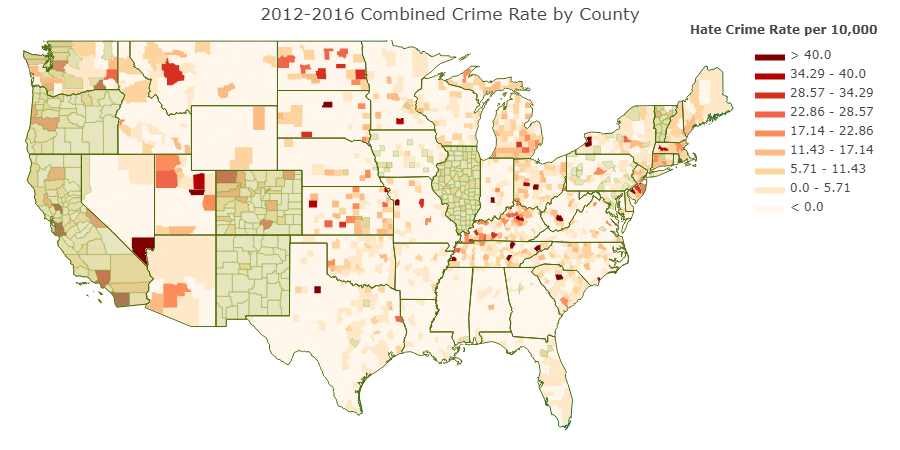 2012-2016 Combined Crime Rate by County
Hate Crime Rate per 10,000
> 40.0
34.29 - 40.0
28.57 - 34.29
22.86 - 28.57
17.14 - 22.86
11.43 - 17.14
5.71 - 11.43
0.0 - 5.71
< 0.0